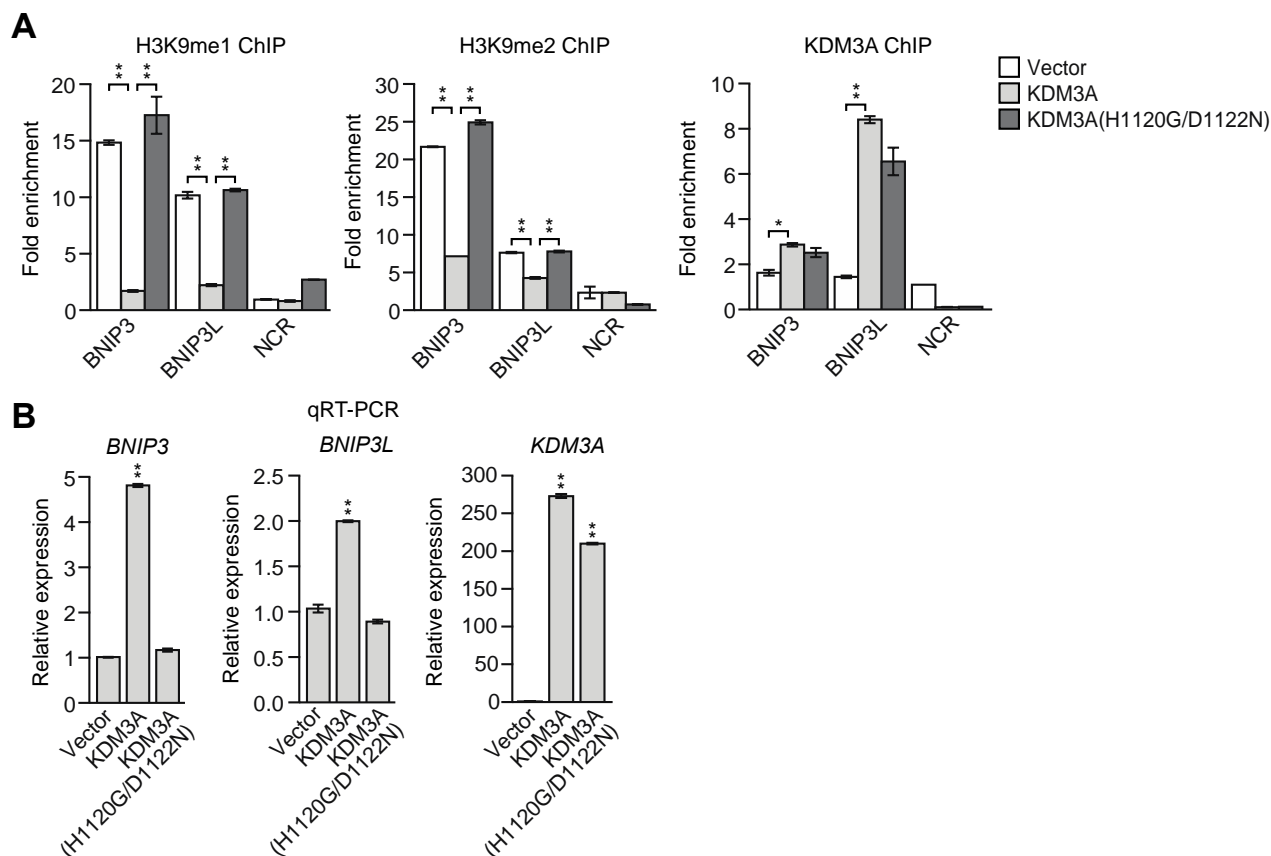 A
H3K9me1 ChIP
H3K9me2 ChIP
KDM3A ChIP
Vector
KDM3A
KDM3A(H1120G/D1122N)
Fold enrichment
20
15
10
5
0
** ** ** **
BNIP3
BNIP3L
NCR
Fold enrichment
30
25
20
15
10
5
0
** ** ** **
BNIP3
BNIP3L
NCR
Fold enrichment
10
8
6
4
2
0
* **
BNIP3
BNIP3L
NCR
B
qRT-PCR
BNIP3
Relative expression
5
4
3
2
1
0
**
Vector
KDM3A
KDM3A
(H1120G/D1122N)
BNIP3L
Relative expression
2.5
2.0
1.5
1.0
0.5
0.0
**
Vector
KDM3A
KDM3A
(H1120G/D1122N)
KDM3A
Relative expression
300
250
200
150
100
50
0
** **
Vector
KDM3A
KDM3A
(H1120G/D1122N)